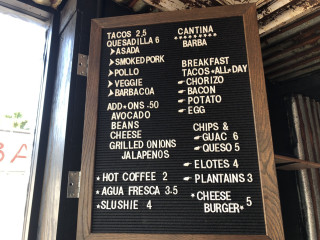 TACOS 2,5
QUESADILLA 6
ASADA
SMOKED PORK
POLLO
VEGGIE
BARBACOA
ADD+ONS .50
AVOCADO
BEANS
CHEESE
GRILLED ONIONS
JALAPENOS
*HOT COFFEE 2
*AGUA FRESCA 3.5
*SLUSHIE 4
CANTINA
*********
BARBA
BREAKFAST
TACOS*ALL*DAY
CHORIZO
BACON
POTATO
EGG
CHIPS &
GUAC 6
QUESO 5
ELOTES 4
PLANTAINS 3
*CHEESE
BURGER* 5